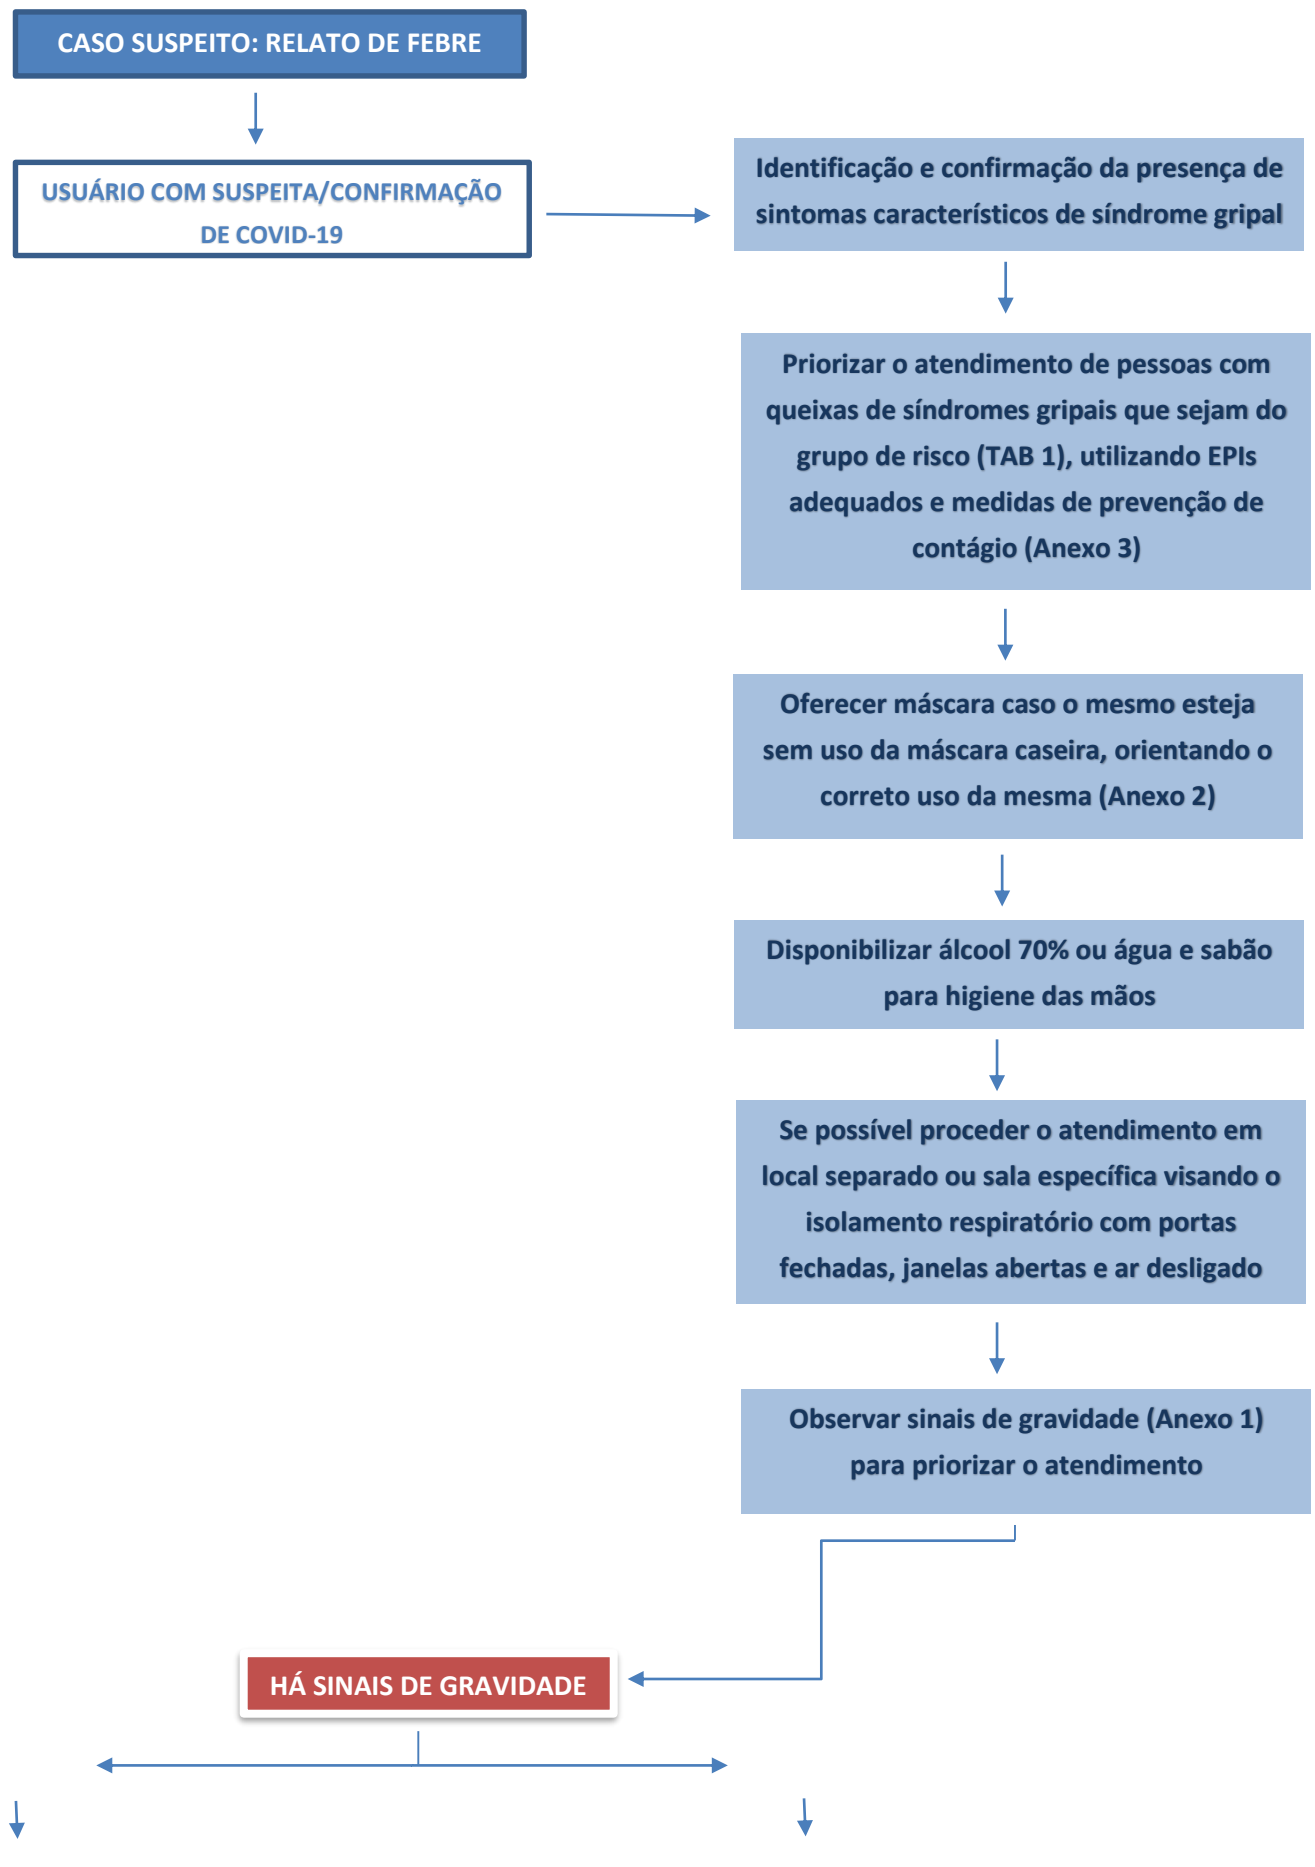 CASO SUSPEITO: RELATO DE FEBRE
USUÁRIO COM SUSPEITA/CONFIRMAÇÃO
DE COVID-19
Identificação e confirmação da presença de
sintomas característicos de síndrome gripal
Priorizar o atendimento de pessoas com
queixas de síndromes gripais que sejam do
grupo de risco (TAB 1), utilizando EPIs
adequados e medidas de prevenção de
contágio (Anexo 3)
Oferecer máscara caso o mesmo esteja
sem uso da máscara caseira, orientando o
correto uso da mesma (Anexo 2)
Disponibilizar álcool 70% ou água e sabão
para higiene das mãos
Se possível proceder o atendimento em
local separado ou sala específica visando o
isolamento respiratório com portas
fechadas, janelas abertas e ar desligado
Observar sinais de gravidade (Anexo 1)
para priorizar o atendimento
HÁ SINAIS DE GRAVIDADE